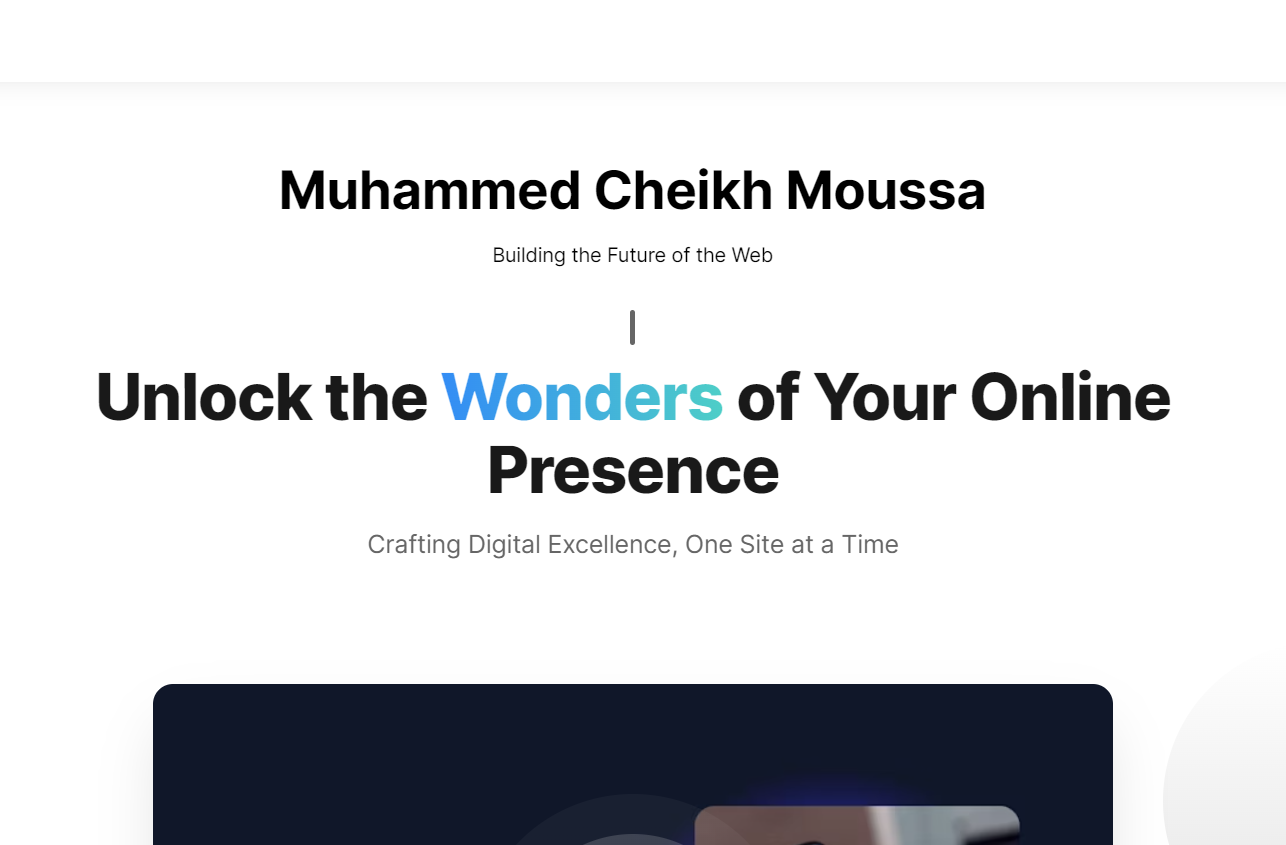 Muhammed Cheikh Moussa
Building the Future of the Web
Unlock the Wonders of Your Online
Presence
Crafting Digital Excellence, One Site at a Time